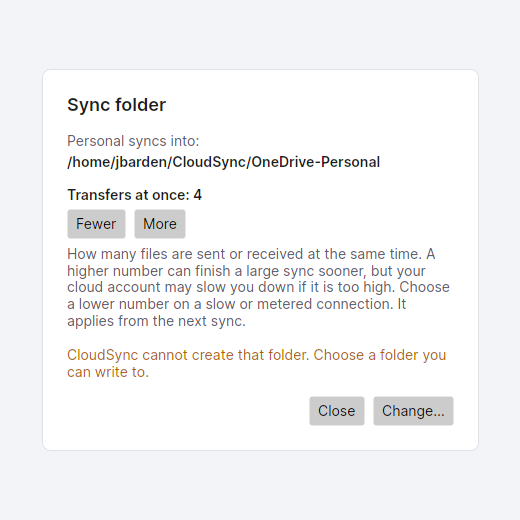 Sync folder
Personal syncs into:
/home/jbarden/CloudSync/OneDrive-Personal
Transfers at once: 4
Fewer More
How many files are sent or received at the same time. A
higher number can finish a large sync sooner, but your
cloud account may slow you down if it is too high. Choose
a lower number on a slow or metered connection. It
applies from the next sync.
CloudSync cannot create that folder. Choose a folder you
can write to.
Close Change...